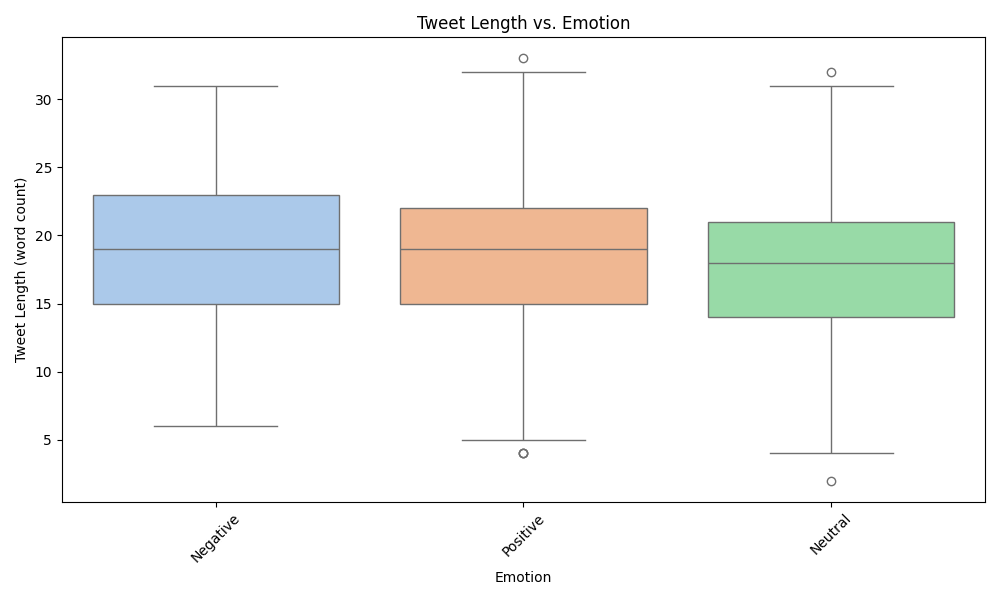 Tweet Length vs. Emotion
Tweet Length (word count)
30
25
20
15
10
5
Negative
Positive
Neutral
Emotion